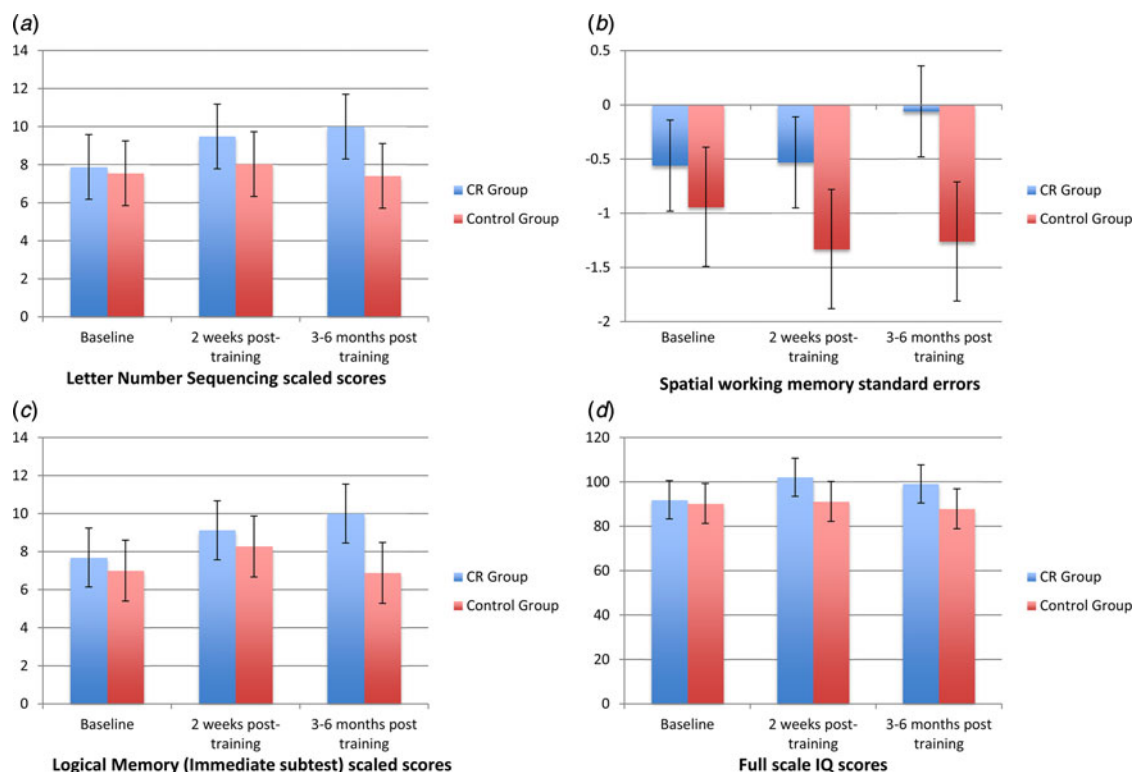 (a)
14
12
10
8
6
4
2
0
Baseline
2 weeks post-
training
3-6 months post
training
Letter Number Sequencing scaled scores
CR Group
Control Group
(b)
0.5
0
-0.5
-1
-1.5
-2
Baseline
2 weeks post-
training
3-6 months post
training
Spatial working memory standard errors
CR Group
Control Group
(c)
14
12
10
8
6
4
2
0
Baseline
2 weeks post-
training
3-6 months post
training
Logical Memory (Immediate subtest) scaled scores
CR Group
Control Group
(d)
120
100
80
60
40
20
0
Baseline
2 weeks post-
training
3-6 months post
training
Full scale IQ scores
CR Group
Control Group